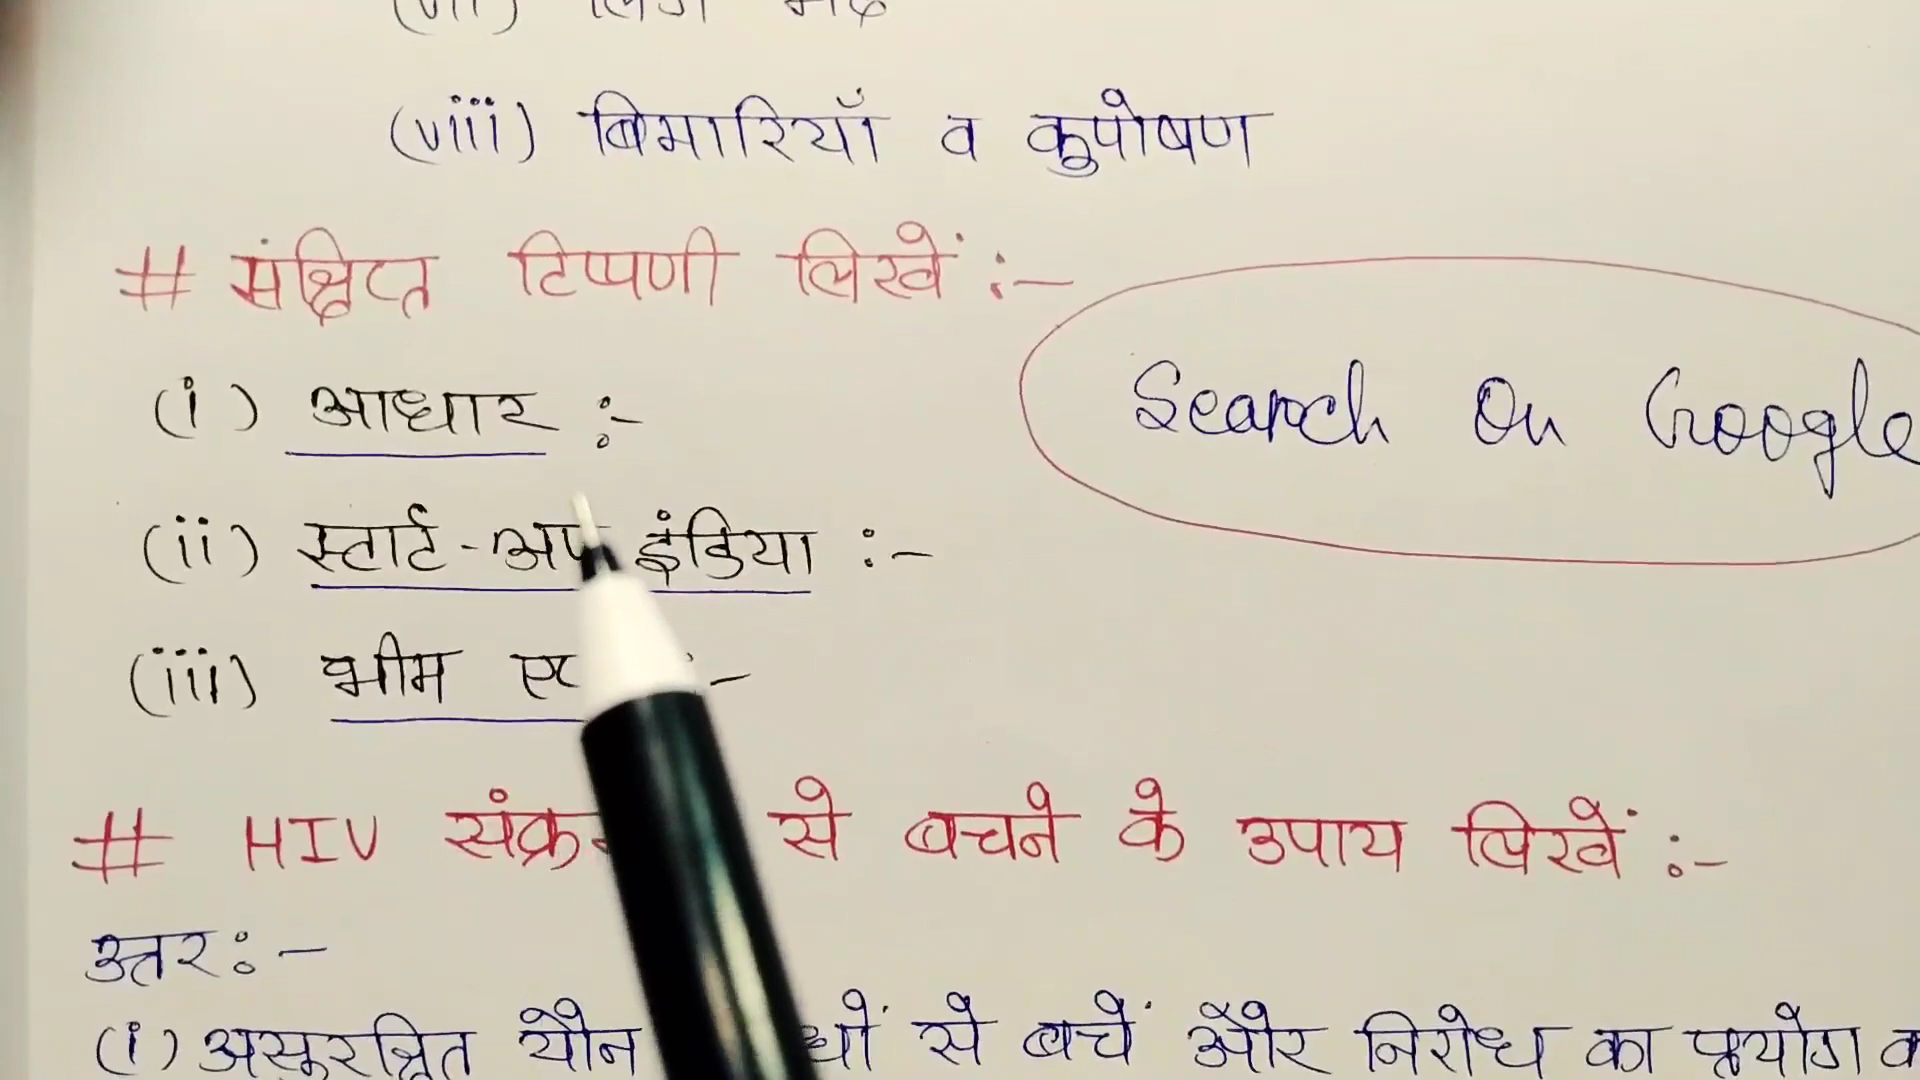 (viii) बिमारियाँ व कुपोषण
# संक्षिप्त टिप्पणी लिखें :-
(i) आधार :-
Search On Google
(ii) स्टार्ट-अप इंडिया :-
(iii) भीम :-
# HIV से बचने के उपाय लिखें :-
उत्तर :-
(i) असुरक्षित यौन से बचें और निरोध का प्रयोग